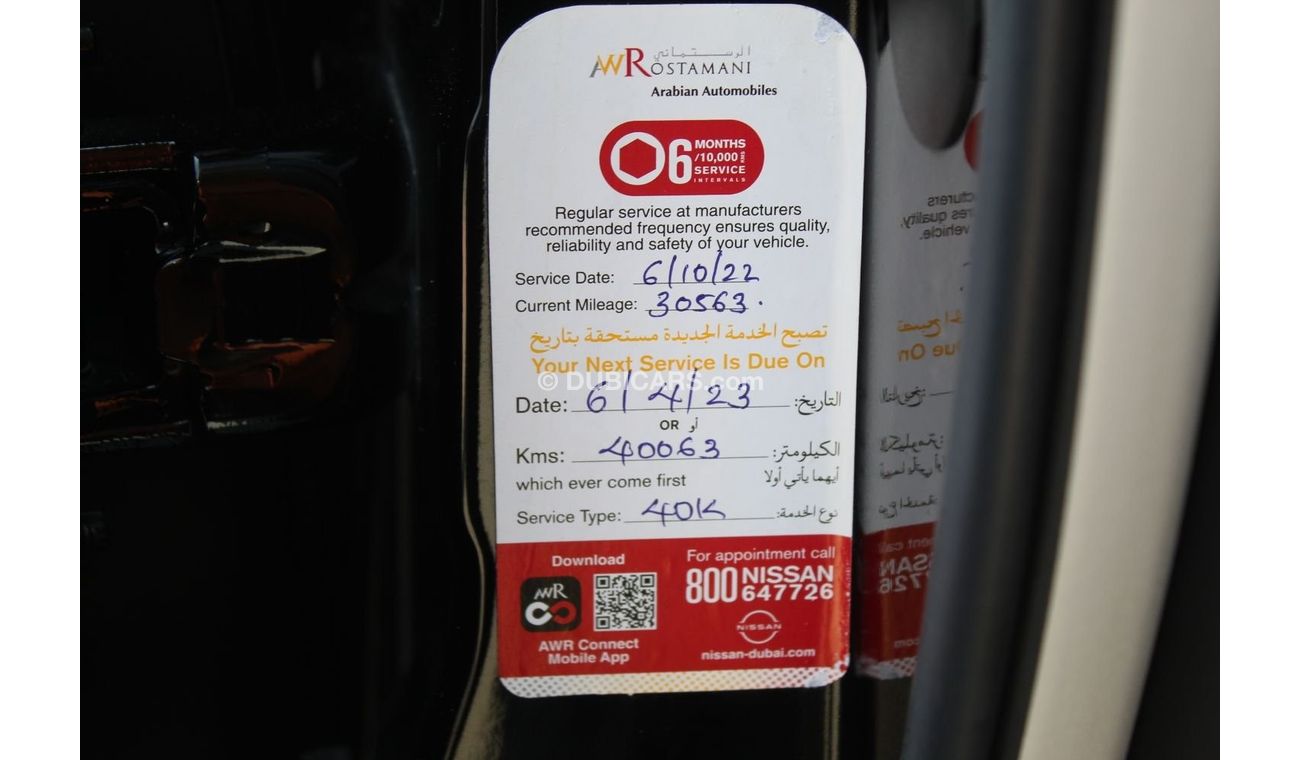 الرستماني
AWROSTAMANI
Arabian Automobiles
6 MONTHS
/10,000 KMS
SERVICE
INTERVALS
Regular service at manufacturers
recommended frequency ensures quality,
reliability and safety of your vehicle.
Service Date: 6/10/22
Current Mileage: 30563.
تصبح الخدمة الجديدة مستحقة بتاريخ
Your Next Service Is Due On
© DUBICARS.com
Date: 6/4/23 التاريخ:
OR أو
Kms: 40063 الكيلومتر:
which ever come first أيهما يأتي أولا
Service Type: 40K نوع الخدمة:
Download
AWR
AWR Connect
Mobile App
For appointment call
800 NISSAN
647726
NISSAN
nissan-dubai.com